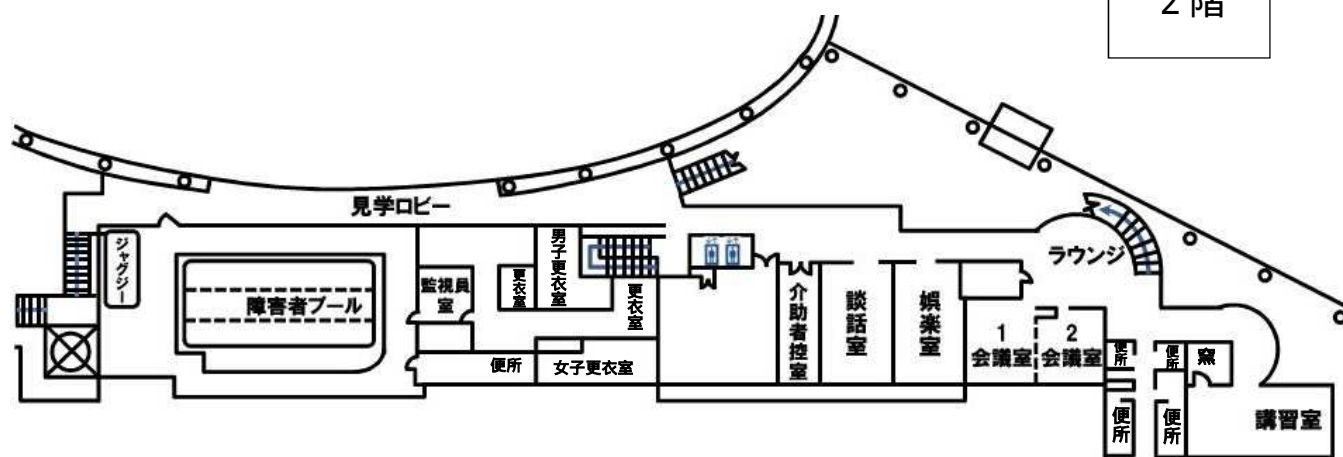 ２階
見学ロビー
ジャグジー
障害者プール
監視員
室
更衣室
男子更衣室
更衣室
便所
女子更衣室
介助者控室
談話室
娯楽室
1
会議室
2
会議室
ラウンジ
便所
便所
窯
便所
便所
講習室